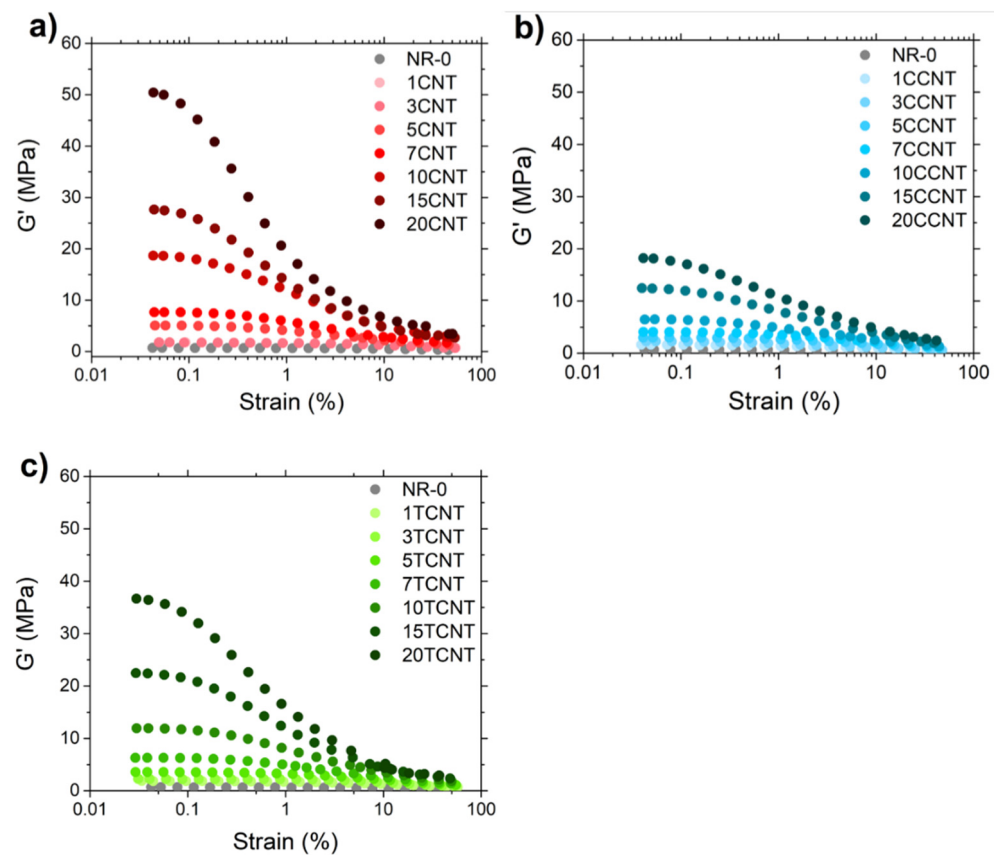 a)
60
50
40
30
20
10
0
G' (MPa)
0.01
0.1
1
10
100
Strain (%)
NR-0
1CNT
3CNT
5CNT
7CNT
10CNT
15CNT
20CNT
b)
60
50
40
30
20
10
0
G' (MPa)
0.01
0.1
1
10
100
Strain (%)
NR-0
1CCNT
3CCNT
5CCNT
7CCNT
10CCNT
15CCNT
20CCNT
c)
60
50
40
30
20
10
0
G' (MPa)
0.01
0.1
1
10
100
Strain (%)
NR-0
1TCNT
3TCNT
5TCNT
7TCNT
10TCNT
15TCNT
20TCNT